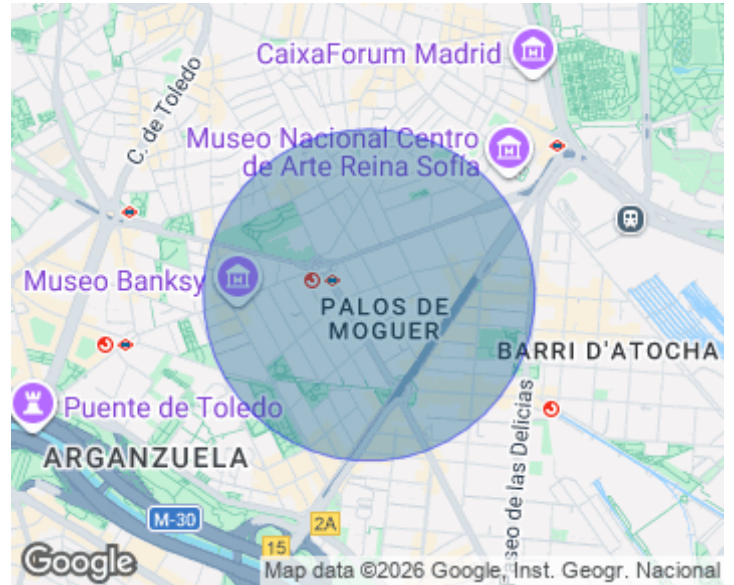 CaixaForum Madrid
C. de Toledo
Museo Nacional Centro
de Arte Reina Sofía
Museo Banksy
PALOS DE
MOGUER
BARRI D'ATOCHA
Puente de Toledo
ARGANZUELA
aseo de las Delicias
M-30
2A
15
Google
Map data ©2026 Google, Inst. Geogr. Nacional